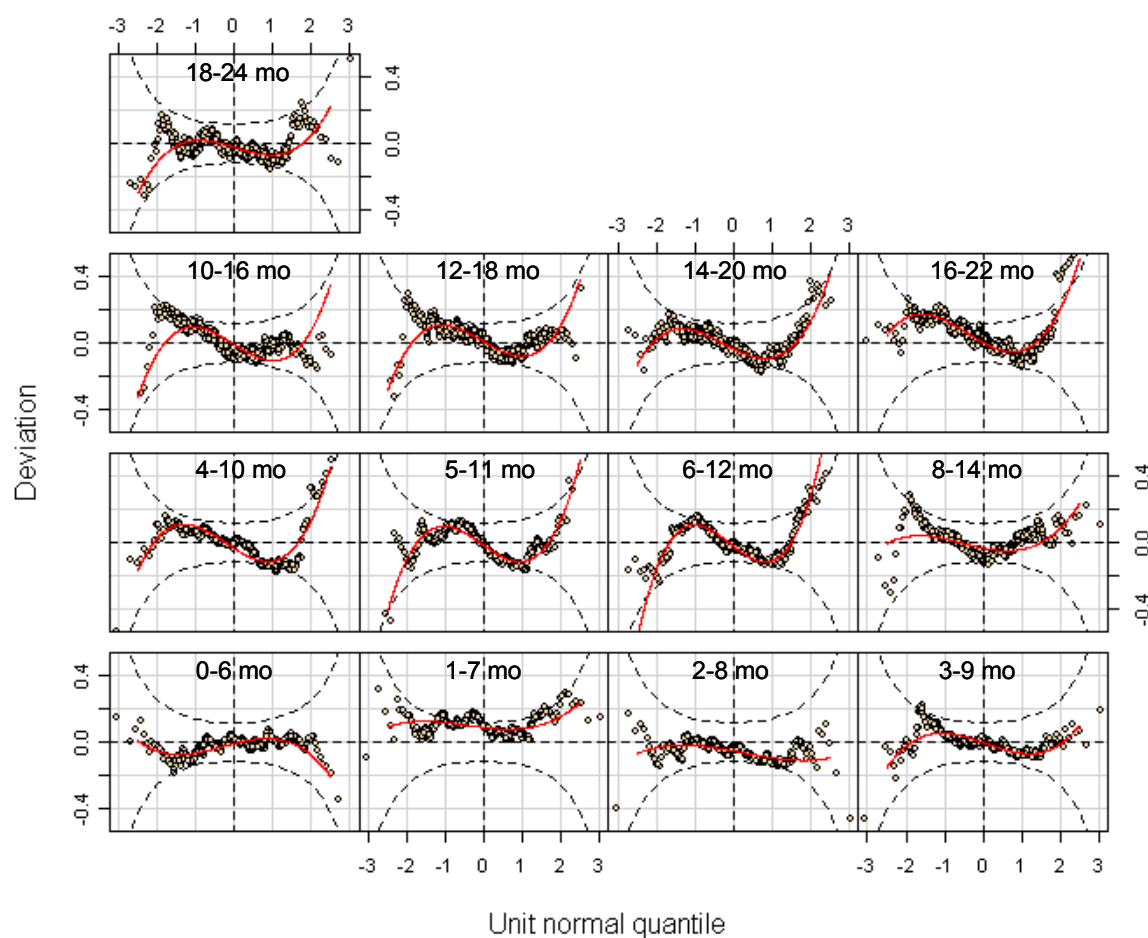 -3 -2 -1 0 1 2 3
18-24 mo
0.4
0.0
-0.4
-3 -2 -1 0 1 2 3
10-16 mo 12-18 mo 14-20 mo 16-22 mo
0.4
0.0
-0.4
4-10 mo 5-11 mo 6-12 mo 8-14 mo
0.4
0.0
-0.4
Deviation
0-6 mo 1-7 mo 2-8 mo 3-9 mo
0.4
0.0
-0.4
-3 -2 -1 0 1 2 3 -3 -2 -1 0 1 2 3
Unit normal quantile